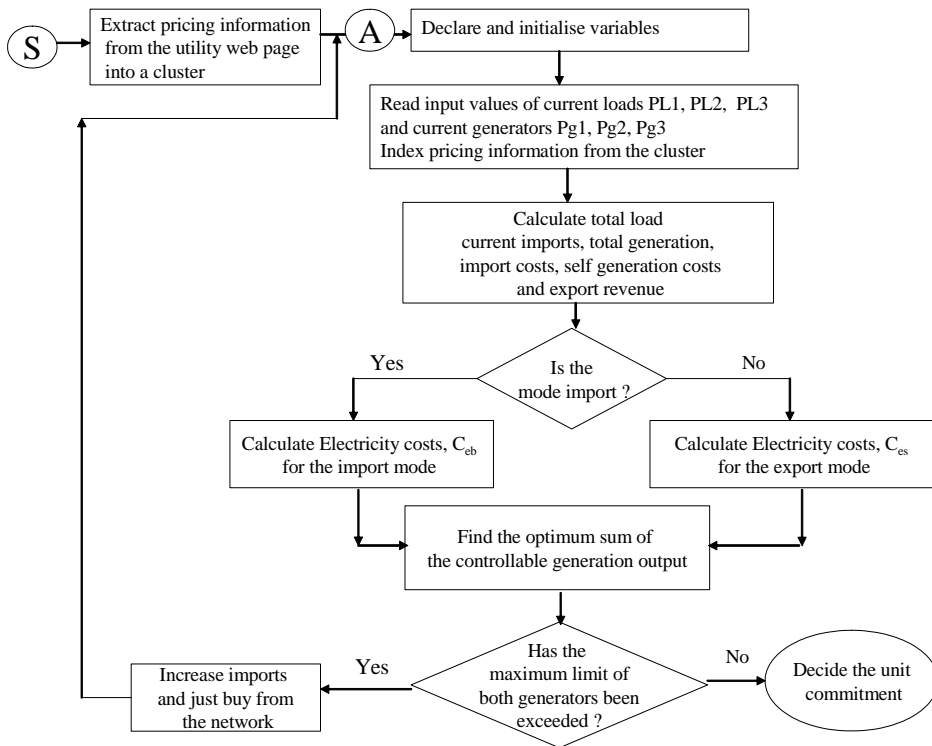 S
Extract pricing information
from the utility web page
into a cluster
A
Declare and initialise variables
Read input values of current loads PL1, PL2, PL3
and current generators Pg1, Pg2, Pg3
Index pricing information from the cluster
Calculate total load
current imports, total generation,
import costs, self generation costs
and export revenue
Is the
mode import ?
Yes
No
Calculate Electricity costs, Ceb
for the import mode
Calculate Electricity costs, Ces
for the export mode
Find the optimum sum of
the controllable generation output
Has the
maximum limit of
both generators been
exceeded ?
Yes
No
Increase imports
and just buy from
the network
Decide the unit
commitment